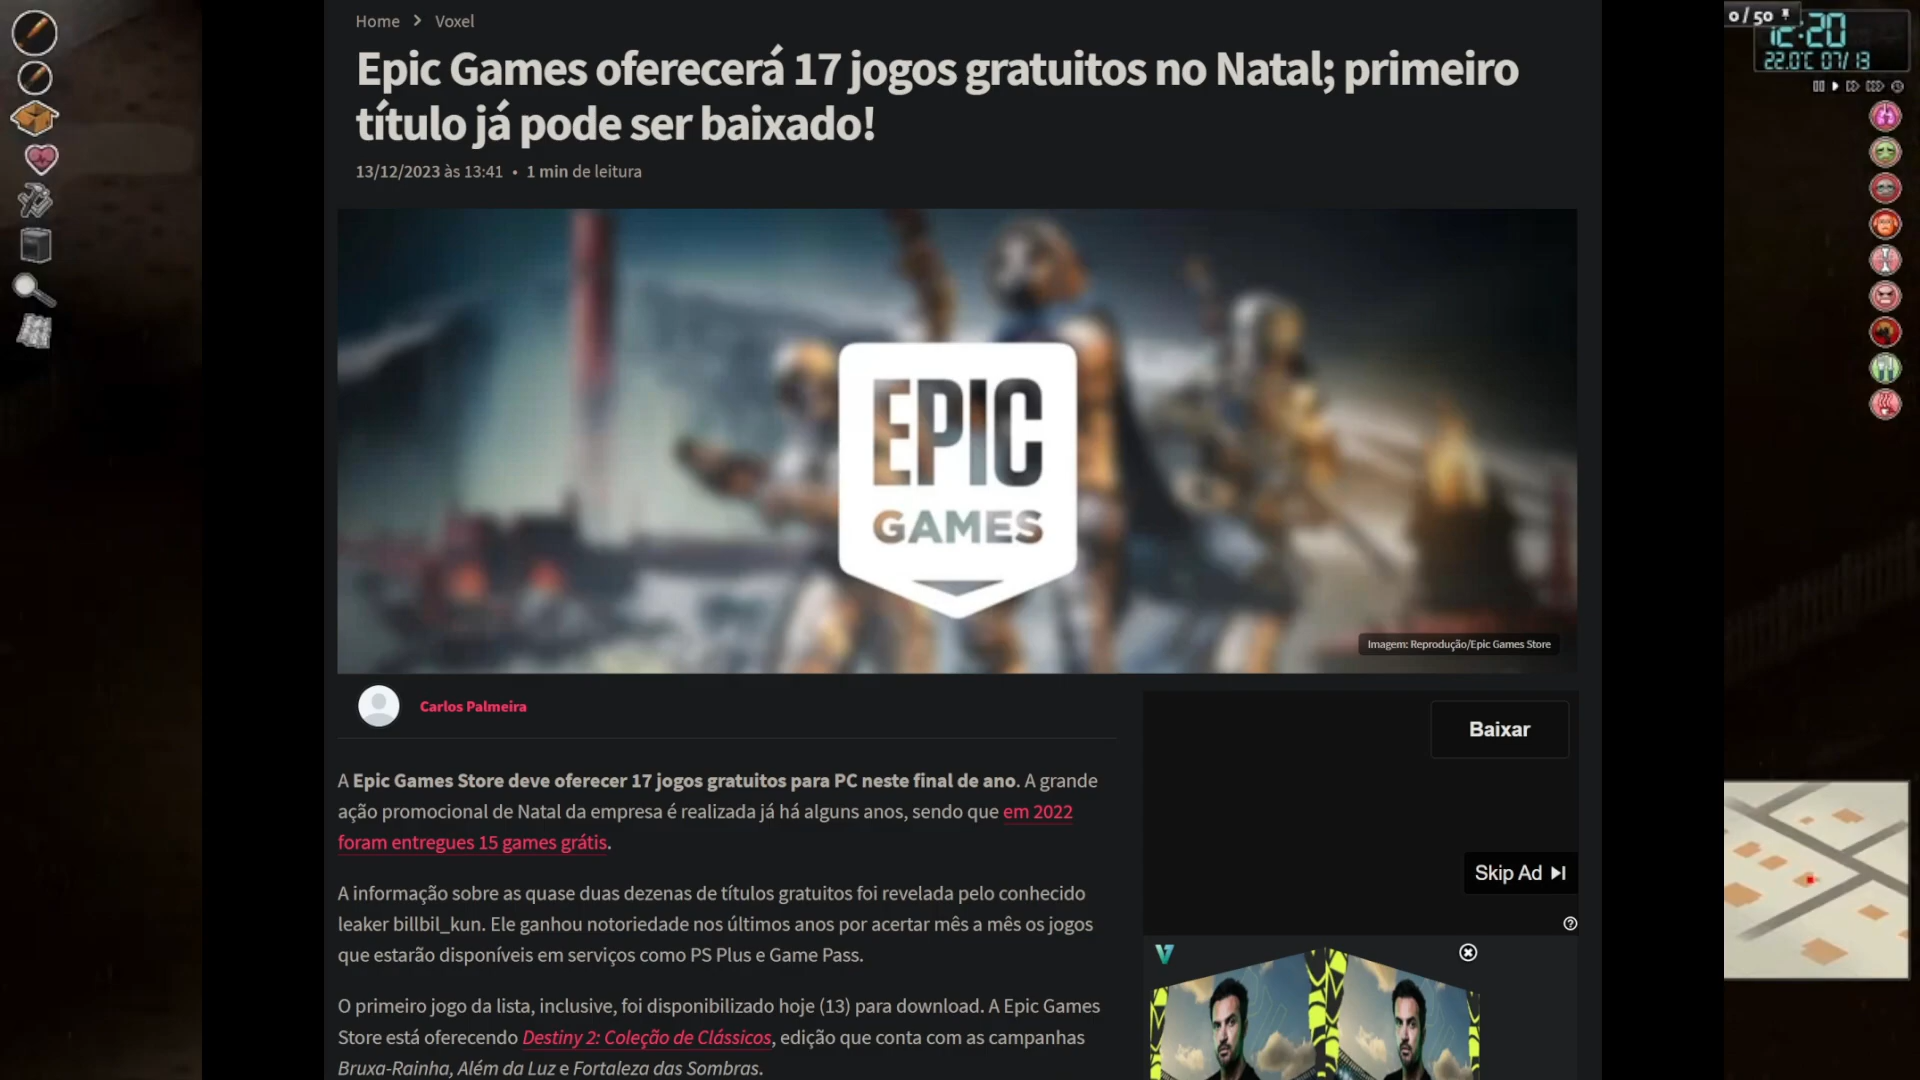 Home > Voxel
Epic Games oferecerá 17 jogos gratuitos no Natal; primeiro
título já pode ser baixado!
13/12/2023 às 13:41 • 1 min de leitura
EPIC
GAMES
Imagem: Reprodução/Epic Games Store
Carlos Palmeira
A Epic Games Store deve oferecer 17 jogos gratuitos para PC neste final de ano. A grande
ação promocional de Natal da empresa é realizada já há alguns anos, sendo que em 2022
foram entregues 15 games grátis.
A informação sobre as quase duas dezenas de títulos gratuitos foi revelada pelo conhecido
leaker billbil_kun. Ele ganhou notoriedade nos últimos anos por acertar mês a mês os jogos
que estarão disponíveis em serviços como PS Plus e Game Pass.
O primeiro jogo da lista, inclusive, foi disponibilizado hoje (13) para download. A Epic Games
Store está oferecendo Destiny 2: Coleção de Clássicos, edição que conta com as campanhas
Bruxa-Rainha, Além da Luz e Fortaleza das Sombras.
Baixar
Skip Ad
0/50
12:20
22.0°C 07/13